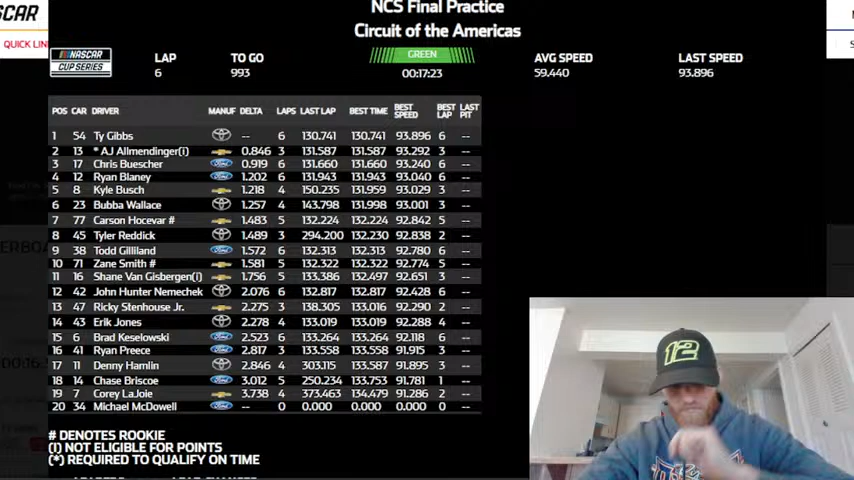 SCAR
QUICK LIN
NCS Final Practice
Circuit of the Americas
NASCAR
CUP SERIES
LAP TO GO GREEN AVG SPEED LAST SPEED
6 993 00:17:23 59.440 93.896
POS CAR DRIVER MANUF DELTA LAPS LAST LAP BEST TIME BEST SPEED BEST LAP LAST PIT
1 54 Ty Gibbs -- 6 130.741 130.741 93.896 6 --
2 13 * AJ Allmendinger(i) 0.846 3 131.587 131.587 93.292 3 --
3 17 Chris Buescher 0.919 6 131.660 131.660 93.240 6 --
4 12 Ryan Blaney 1.202 6 131.943 131.943 93.040 6 --
5 8 Kyle Busch 1.218 4 150.235 131.959 93.029 3 --
6 23 Bubba Wallace 1.257 4 143.798 131.998 93.001 3 --
7 77 Carson Hocevar # 1.483 5 132.224 132.224 92.842 5 --
8 45 Tyler Reddick 1.489 3 294.200 132.230 92.838 2 --
9 38 Todd Gilliland 1.572 6 132.313 132.313 92.780 6 --
10 71 Zane Smith # 1.581 5 132.322 132.322 92.774 5 --
11 16 Shane Van Gisbergen(i) 1.756 5 133.386 132.497 92.651 3 --
12 42 John Hunter Nemechek 2.076 6 132.817 132.817 92.428 6 --
13 47 Ricky Stenhouse Jr. 2.275 3 138.305 133.016 92.290 2 --
14 43 Erik Jones 2.278 4 133.019 133.019 92.288 4 --
15 6 Brad Keselowski 2.523 6 133.264 133.264 92.118 6 --
16 41 Ryan Preece 2.817 3 133.558 133.558 91.915 3 --
17 11 Denny Hamlin 2.846 4 303.115 133.587 91.895 3 --
18 14 Chase Briscoe 3.012 5 250.234 133.753 91.781 1 --
19 7 Corey LaJoie 3.738 4 373.463 134.479 91.286 2 --
20 34 Michael McDowell -- 0 0.000 0.000 0.000 0 --
# DENOTES ROOKIE
(i) NOT ELIGIBLE FOR POINTS
(*) REQUIRED TO QUALIFY ON TIME
12